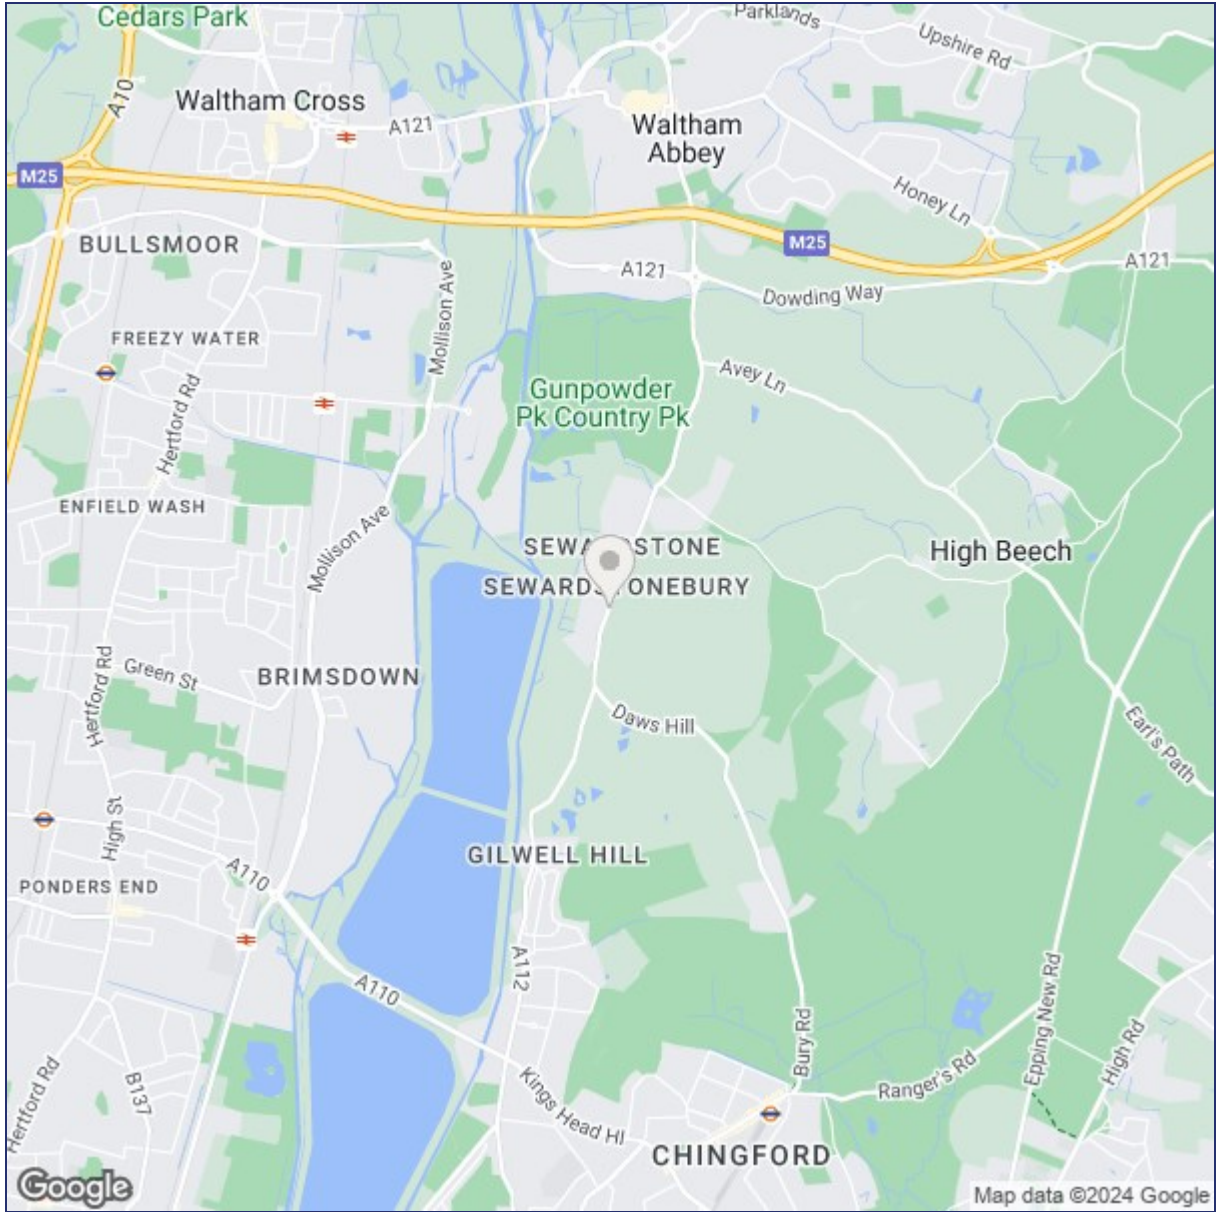 Cedars Park
Parklands
Upshire Rd
A10
Waltham Cross
A121
Waltham
Abbey
M25
Honey Ln
BULLSMOOR
M25
A121
A121
Mollison Ave
Dowding Way
FREEZY WATER
Avey Ln
Gunpowder
Pk Country Pk
Hertford Rd
ENFIELD WASH
Mollison Ave
SEWARDSTONE
High Beech
SEWARDSTONEBURY
Hertford Rd
Green St
BRIMSDOWN
Daws Hill
Earl's Path
High St
GILWELL HILL
A110
PONDERS END
A112
A110
Epping New Rd
Bury Rd
High Rd
Ranger's Rd
Hertford Rd
B137
Kings Head Hl
CHINGFORD
Google
Map data ©2024 Google